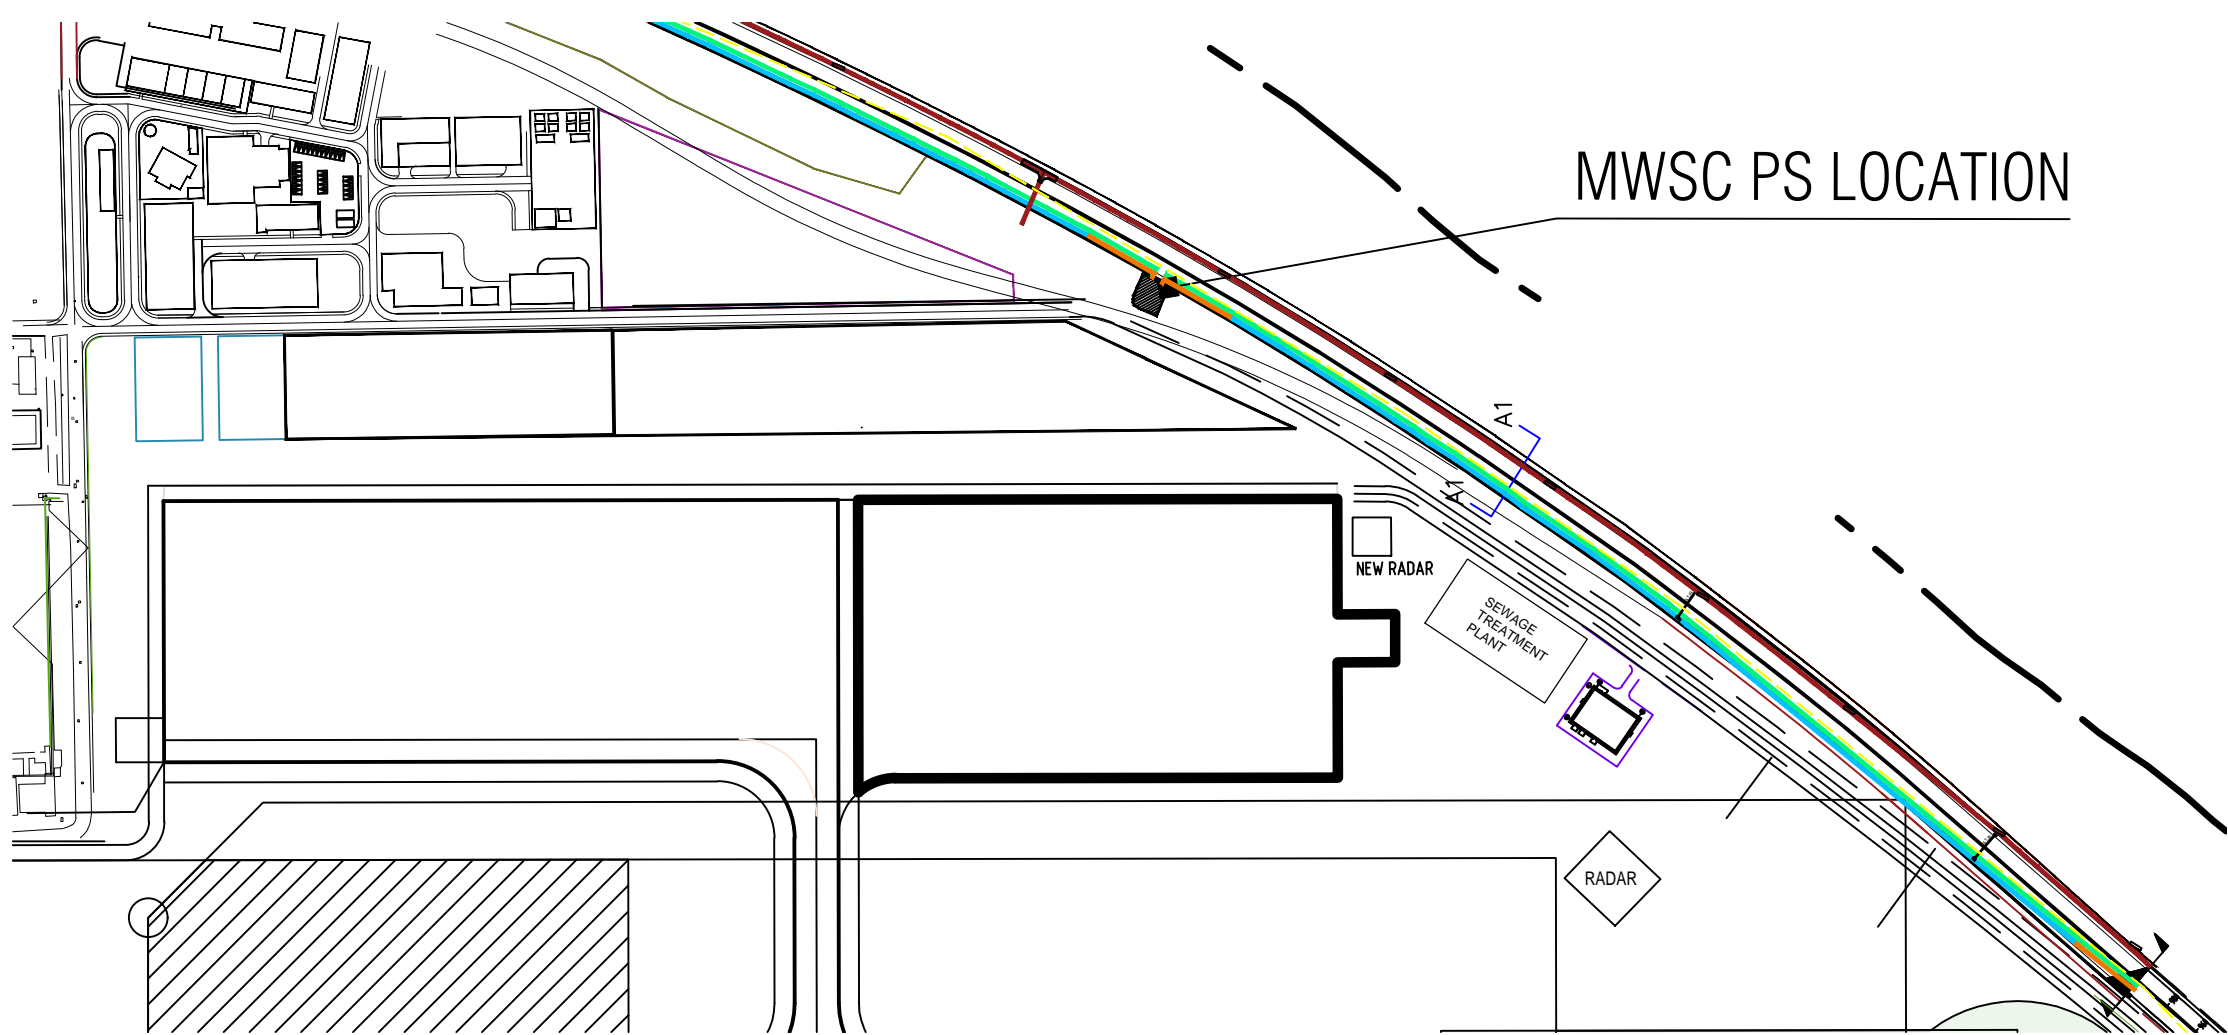 MWSC PS LOCATION
A1
A1
NEW RADAR
SEWAGE
TREATMENT
PLANT
RADAR